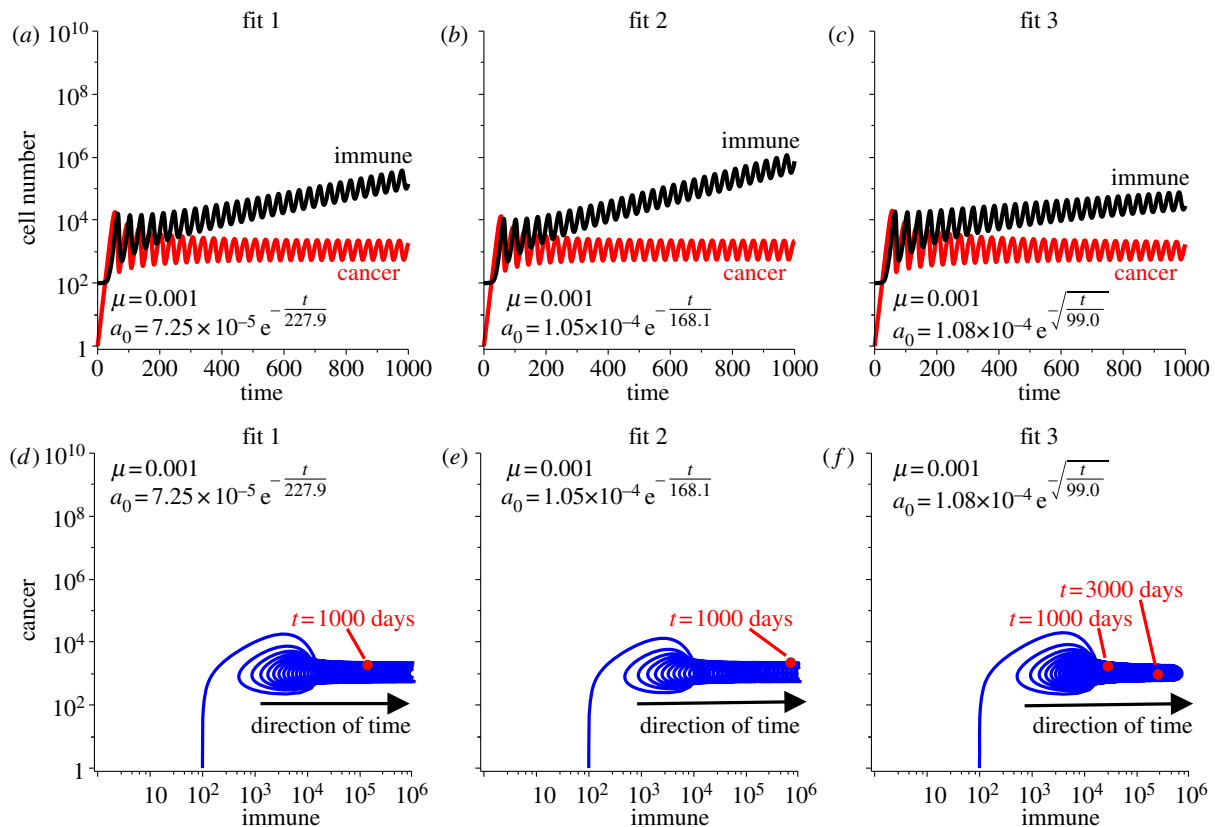 fit 1
(a)
10^10
10^8
10^6
10^4
10^2
1
cell number
immune
cancer
μ = 0.001
a_0 = 7.25 × 10^−5 e^−t/227.9
0 200 400 600 800 1000
time
fit 2
(b)
immune
cancer
μ = 0.001
a_0 = 1.05 × 10^−4 e^−t/168.1
0 200 400 600 800 1000
time
fit 3
(c)
immune
cancer
μ = 0.001
a_0 = 1.08×10^−4 e^−√(t/99.0)
0 200 400 600 800 1000
time
fit 1
(d)
10^10
10^8
10^6
10^4
10^2
1
cancer
μ = 0.001
a_0 = 7.25 × 10^−5 e^−t/227.9
t = 1000 days
direction of time
10 10^2 10^3 10^4 10^5 10^6
immune
fit 2
(e)
μ = 0.001
a_0 = 1.05×10^−4 e^−t/168.1
t = 1000 days
direction of time
10 10^2 10^3 10^4 10^5 10^6
immune
fit 3
(f)
μ = 0.001
a_0 = 1.08×10^−4 e^−√(t/99.0)
t = 3000 days
t = 1000 days
direction of time
10 10^2 10^3 10^4 10^5 10^6
immune